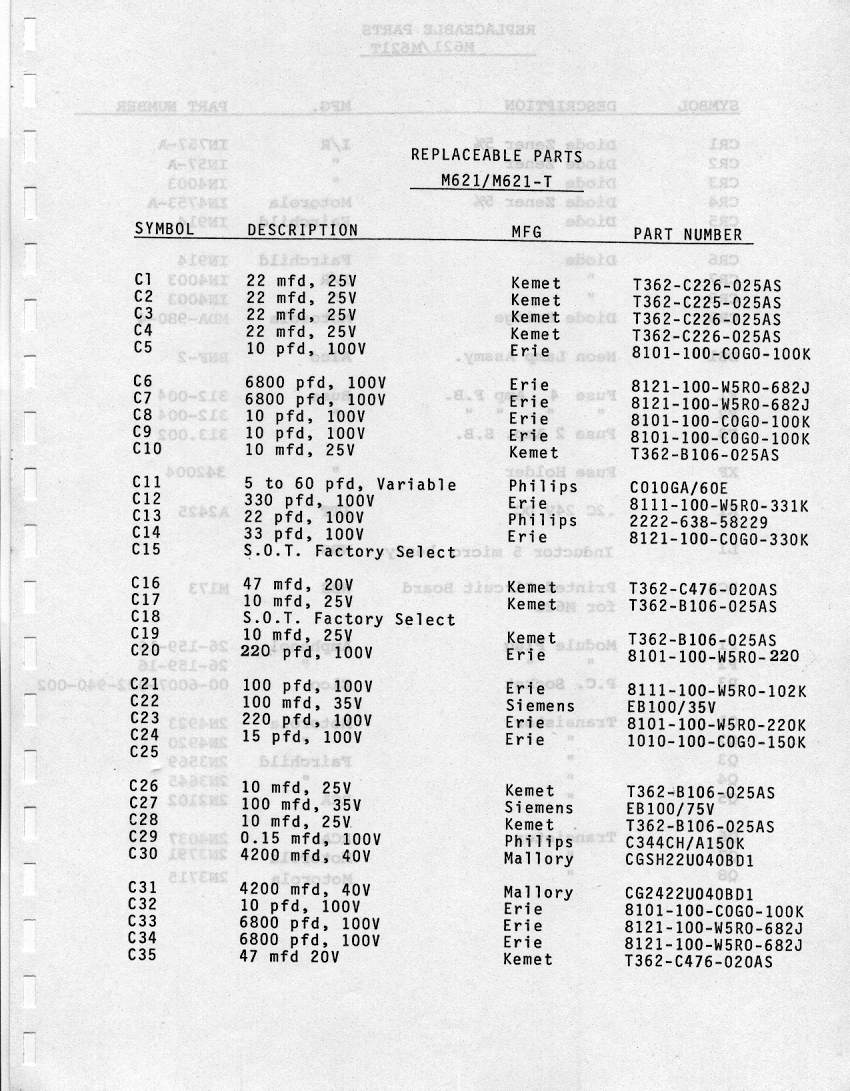 REPLACEABLE PARTS
M621/M621-T
SYMBOL DESCRIPTION MFG PART NUMBER
C1 22 mfd, 25V Kemet T362-C226-025AS
C2 22 mfd, 25V Kemet T362-C225-025AS
C3 22 mfd, 25V Kemet T362-C226-025AS
C4 22 mfd, 25V Kemet T362-C226-025AS
C5 10 pfd, 100V Erie 8101-100-COGO-100K
C6 6800 pfd, 100V Erie 8121-100-W5RO-682J
C7 6800 pfd, 100V Erie 8121-100-W5RO-682J
C8 10 pfd, 100V Erie 8101-100-COGO-100K
C9 10 pfd, 100V Erie 8101-100-COGO-100K
C10 10 mfd, 25V Kemet T362-B106-025AS
C11 5 to 60 pfd, Variable Philips C010GA/60E
C12 330 pfd, 100V Erie 8111-100-W5RO-331K
C13 22 pfd, 100V Philips 2222-638-58229
C14 33 pfd, 100V Erie 8121-100-COGO-330K
C15 S.O.T. Factory Select
C16 47 mfd, 20V Kemet T362-C476-020AS
C17 10 mfd, 25V Kemet T362-B106-025AS
C18 S.O.T. Factory Select
C19 10 mfd, 25V Kemet T362-B106-025AS
C20 220 pfd, 100V Erie 8101-100-W5RO-220
C21 100 pfd, 100V Erie 8111-100-W5RO-102K
C22 100 mfd, 35V Siemens EB100/35V
C23 220 pfd, 100V Erie 8101-100-W5RO-220K
C24 15 pfd, 100V Erie 1010-100-COGO-150K
C25
C26 10 mfd, 25V Kemet T362-B106-025AS
C27 100 mfd, 35V Siemens EB100/75V
C28 10 mfd, 25V Kemet T362-B106-025AS
C29 0.15 mfd, 100V Philips C344CH/A150K
C30 4200 mfd, 40V Mallory CGSH22U040BD1
C31 4200 mfd, 40V Mallory CG2422U040BD1
C32 10 pfd, 100V Erie 8101-100-COGO-100K
C33 6800 pfd, 100V Erie 8121-100-W5RO-682J
C34 6800 pfd, 100V Erie 8121-100-W5RO-682J
C35 47 mfd 20V Kemet T362-C476-020AS